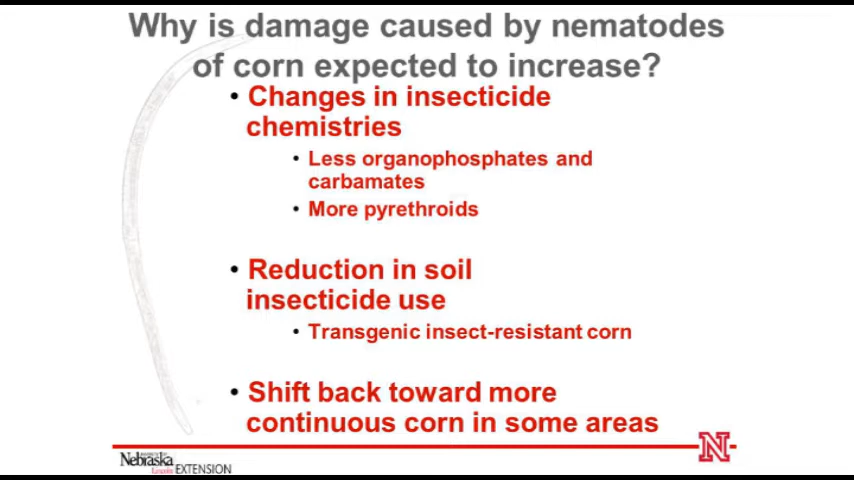 Why is damage caused by nematodes
of corn expected to increase?
• Changes in insecticide
chemistries
• Less organophosphates and
carbamates
• More pyrethroids
• Reduction in soil
insecticide use
• Transgenic insect-resistant corn
• Shift back toward more
continuous corn in some areas
N
Nebraska
Lincoln EXTENSION